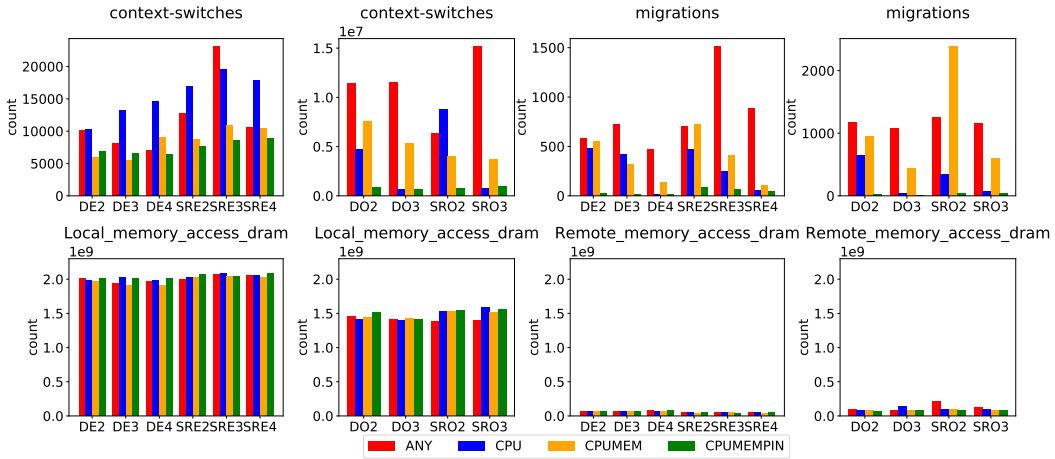 context-switches
count
20000
15000
10000
5000
0
DE2 DE3 DE4 SRE2 SRE3 SRE4
context-switches
1e7
count
1.5
1.0
0.5
0.0
DO2 DO3 SRO2 SRO3
migrations
count
1500
1000
500
0
DE2 DE3 DE4 SRE2 SRE3 SRE4
migrations
count
2000
1000
0
DO2 DO3 SRO2 SRO3
Local_memory_access_dram
1e9
count
2.0
1.5
1.0
0.5
0.0
DE2 DE3 DE4 SRE2 SRE3 SRE4
Local_memory_access_dram
1e9
count
2.0
1.5
1.0
0.5
0.0
DO2 DO3 SRO2 SRO3
Remote_memory_access_dram
1e9
count
2.0
1.5
1.0
0.5
0.0
DE2 DE3 DE4 SRE2 SRE3 SRE4
Remote_memory_access_dram
1e9
count
2.0
1.5
1.0
0.5
0.0
DO2 DO3 SRO2 SRO3
ANY CPU CPUMEM CPUMEMPIN